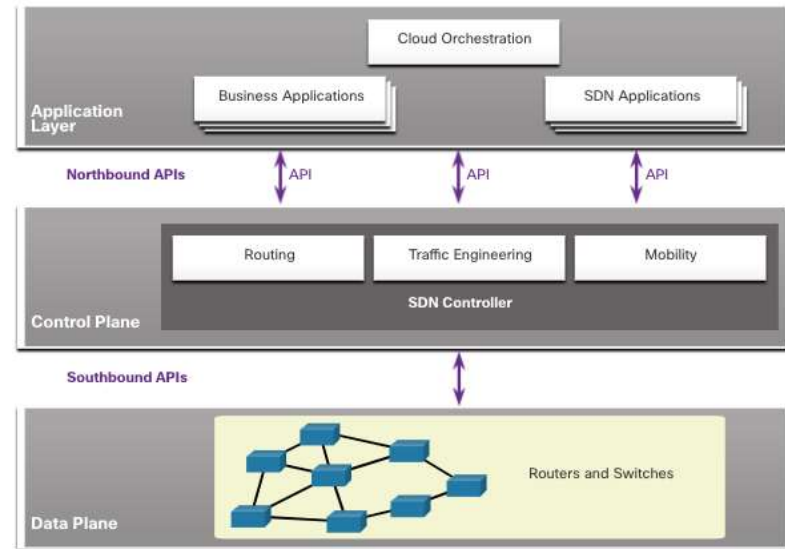 Cloud Orchestration
Business Applications
SDN Applications
Application
Layer
Northbound APIs
API
API
API
Routing
Traffic Engineering
Mobility
SDN Controller
Control Plane
Southbound APIs
Routers and Switches
Data Plane